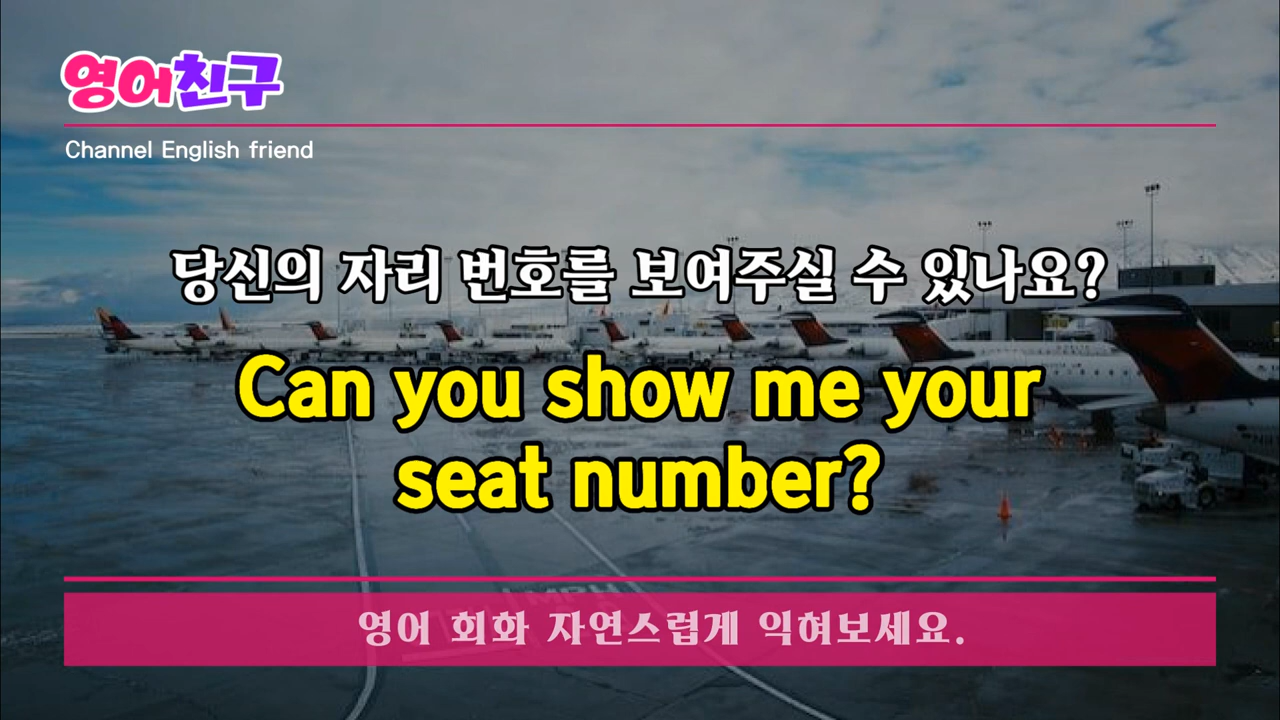 영어친구
Channel English friend
당신의 자리 번호를 보여주실 수 있나요?
Can you show me your
seat number?
영어 회화 자연스럽게 익혀보세요.